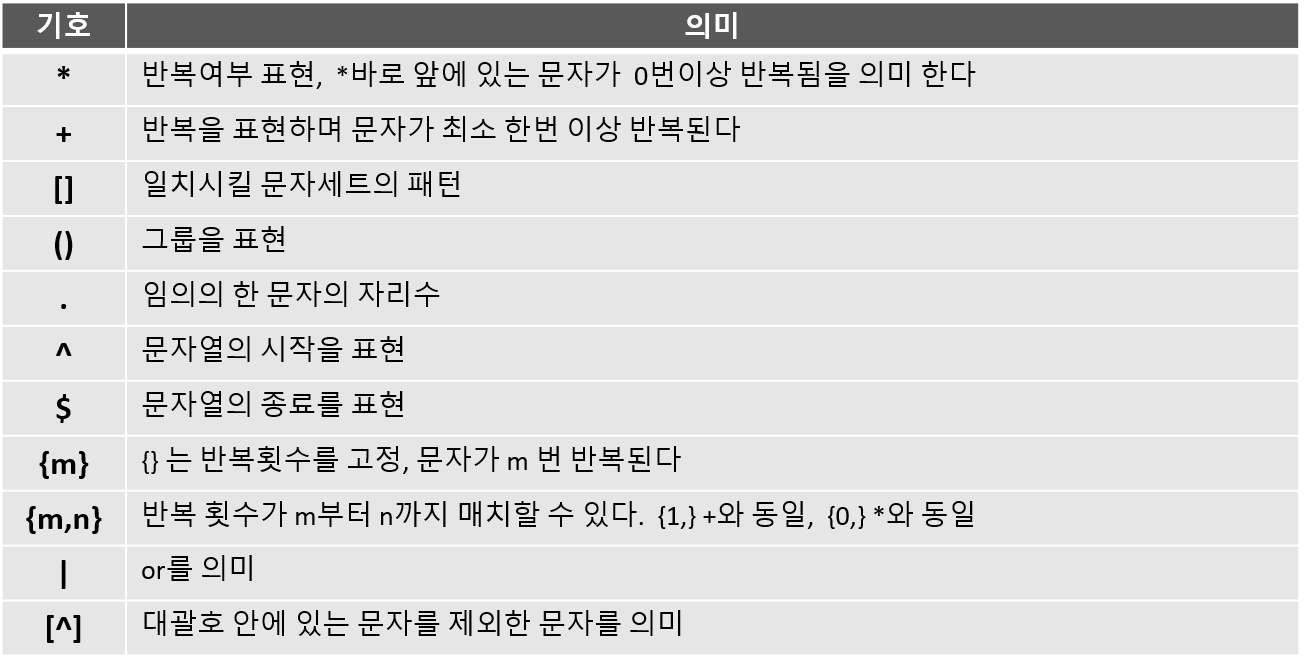 기호 의미
* 반복여부 표현, *바로 앞에 있는 문자가 0번이상 반복됨을 의미 한다
+ 반복을 표현하며 문자가 최소 한번 이상 반복된다
[] 일치시킬 문자세트의 패턴
() 그룹을 표현
. 임의의 한 문자의 자리수
^ 문자열의 시작을 표현
$ 문자열의 종료를 표현
{m} {} 는 반복횟수를 고정, 문자가 m 번 반복된다
{m,n} 반복 횟수가 m부터 n까지 매치할 수 있다. {1,} +와 동일, {0,} *와 동일
| or를 의미
[^] 대괄호 안에 있는 문자를 제외한 문자를 의미